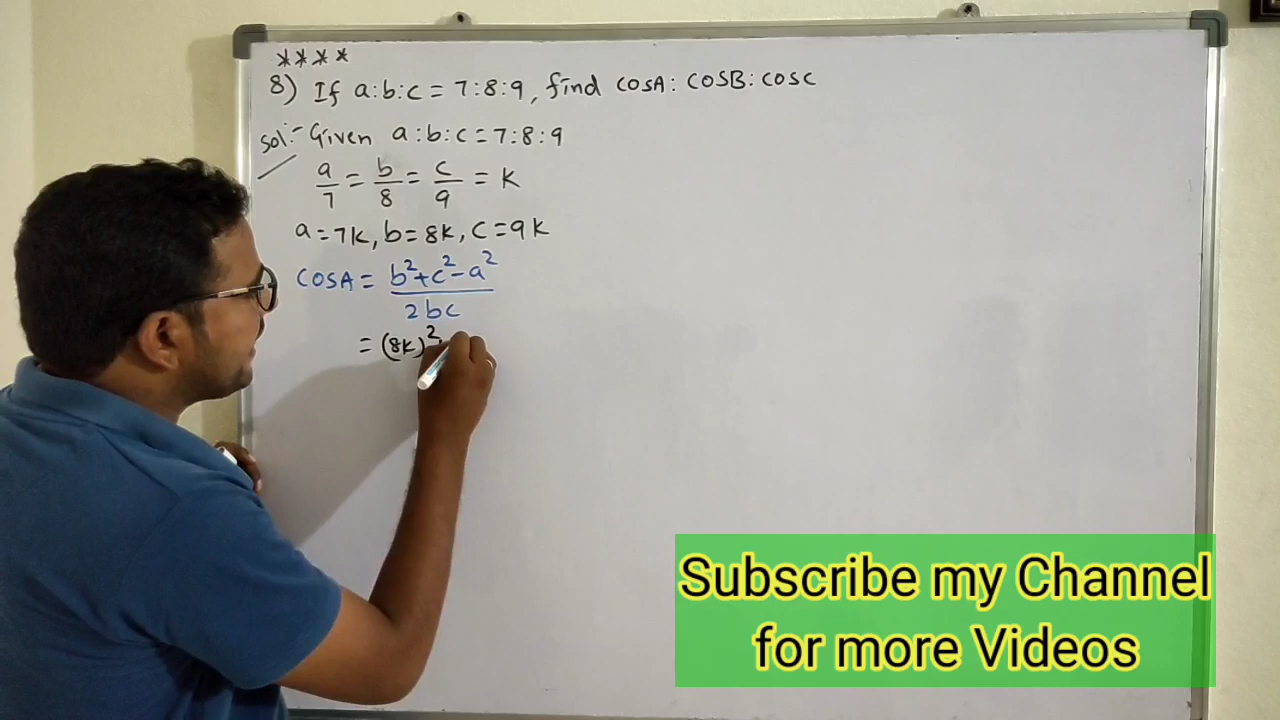 ****
8) If a:b:c = 7:8:9, find cosA: cosB: cosc
Sol:- Given a:b:c = 7:8:9
a/7 = b/8 = c/9 = K
a = 7K, b = 8K, c = 9K
cosA = b²+c²-a² / 2bc
= (8K)²
Subscribe my Channel
for more Videos